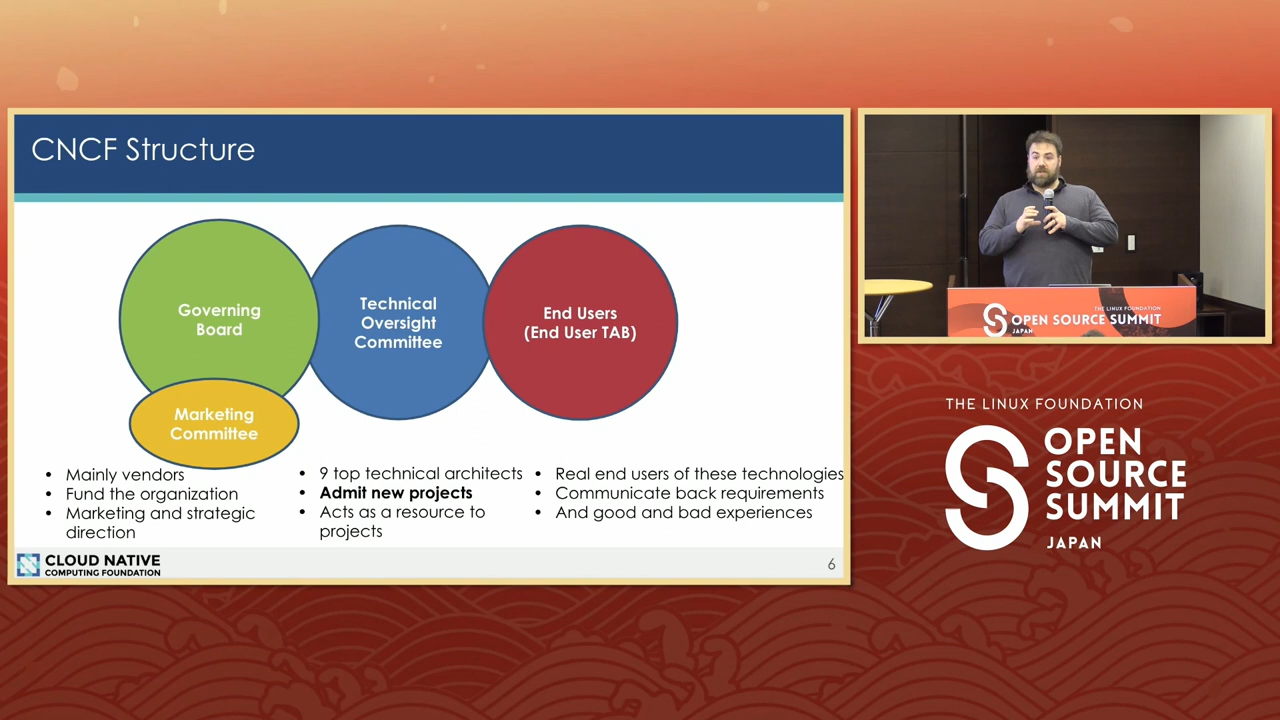 CNCF Structure
Governing
Board
Technical
Oversight
Committee
End Users
(End User TAB)
Marketing
Committee
• Mainly vendors
• Fund the organization
• Marketing and strategic
direction
• 9 top technical architects
• Admit new projects
• Acts as a resource to
projects
• Real end users of these technologies
• Communicate back requirements
• And good and bad experiences
CLOUD NATIVE
COMPUTING FOUNDATION
6
THE LINUX FOUNDATION
OPEN SOURCE SUMMIT
JAPAN
THE LINUX FOUNDATION
OPEN
SOURCE
SUMMIT
JAPAN